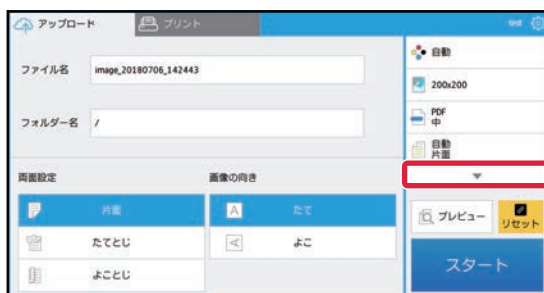 アップロード
プリント
test
ファイル名
image_20180706_142443
フォルダー名
/
両面設定
片面
たてとじ
よことじ
画像の向き
A
たて
A
よこ
自動
200x200
PDF
中
自動
片面
プレビュー
リセット
スタート